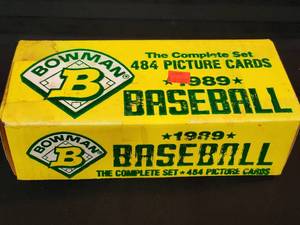 BOWMAN®
B
The Complete Set
484 PICTURE CARDS
★1989★
BASEBALL
BOWMAN®
B
★1989★
BASEBALL
THE COMPLETE SET ★ 484 PICTURE CARDS